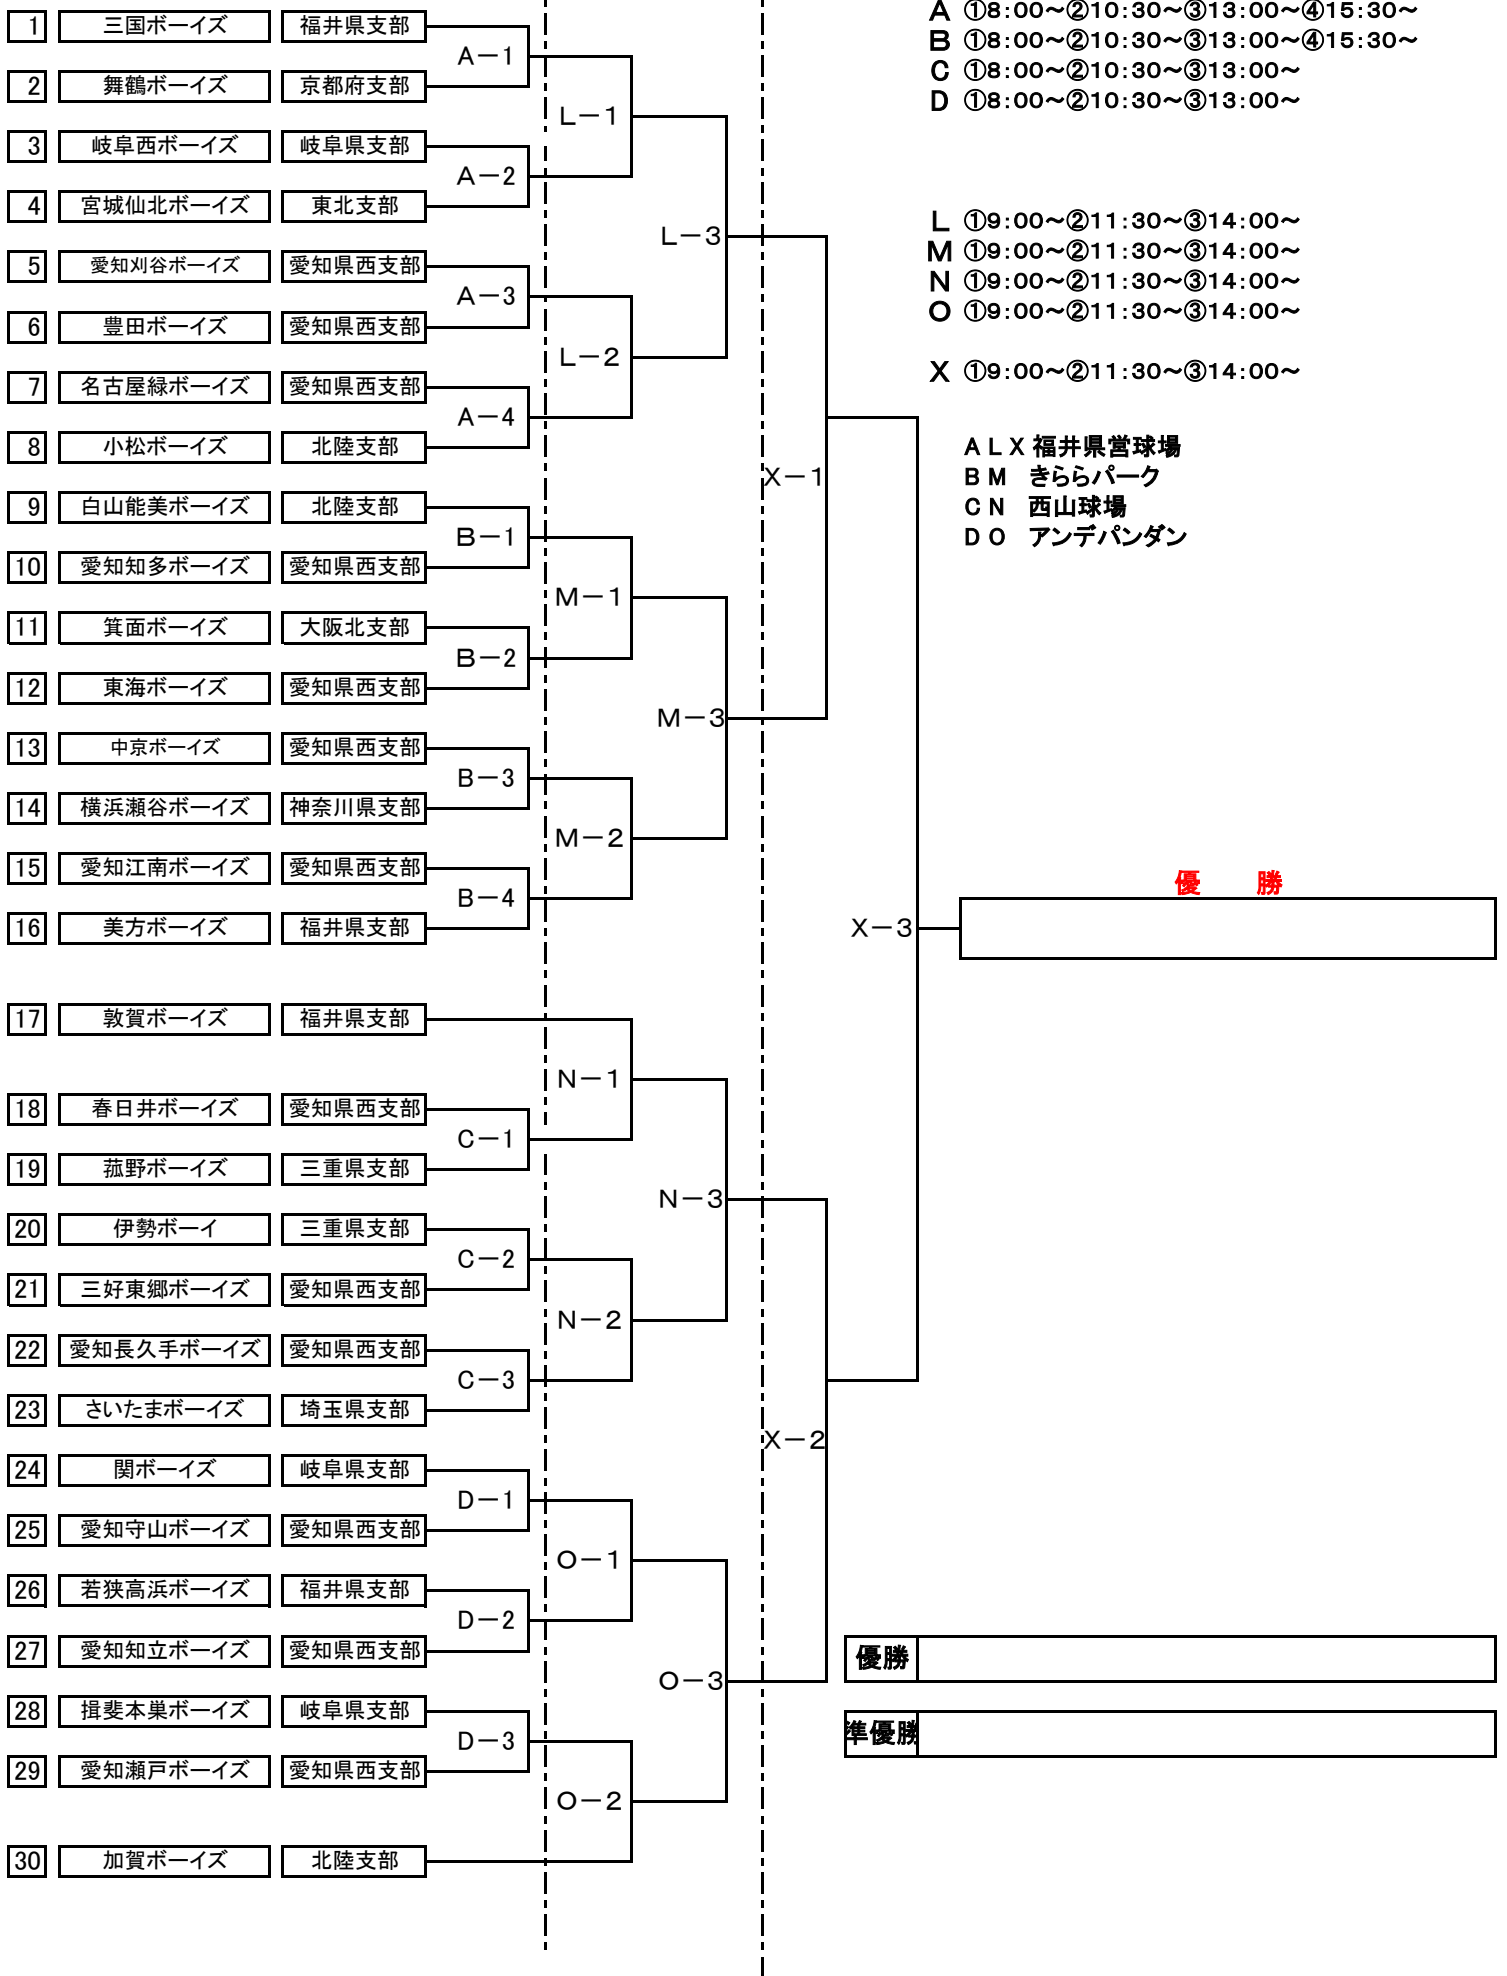 1 三国ボーイズ 福井県支部
A－1
2 舞鶴ボーイズ 京都府支部
L－1
3 岐阜西ボーイズ 岐阜県支部
A－2
4 宮城仙北ボーイズ 東北支部
L－3
5 愛知刈谷ボーイズ 愛知県西支部
A－3
6 豊田ボーイズ 愛知県西支部
L－2
7 名古屋緑ボーイズ 愛知県西支部
A－4
8 小松ボーイズ 北陸支部
X－1
9 白山能美ボーイズ 北陸支部
B－1
10 愛知知多ボーイズ 愛知県西支部
M－1
11 箕面ボーイズ 大阪北支部
B－2
12 東海ボーイズ 愛知県西支部
M－3
13 中京ボーイズ 愛知県西支部
B－3
14 横浜瀬谷ボーイズ 神奈川県支部
M－2
15 愛知江南ボーイズ 愛知県西支部
B－4
16 美方ボーイズ 福井県支部
X－3
17 敦賀ボーイズ 福井県支部
N－1
18 春日井ボーイズ 愛知県西支部
C－1
19 菰野ボーイズ 三重県支部
N－3
20 伊勢ボーイ 三重県支部
C－2
21 三好東郷ボーイズ 愛知県西支部
N－2
22 愛知長久手ボーイズ 愛知県西支部
C－3
23 さいたまボーイズ 埼玉県支部
X－2
24 関ボーイズ 岐阜県支部
D－1
25 愛知守山ボーイズ 愛知県西支部
O－1
26 若狭高浜ボーイズ 福井県支部
D－2
27 愛知知立ボーイズ 愛知県西支部
O－3
28 揖斐本巣ボーイズ 岐阜県支部
D－3
29 愛知瀬戸ボーイズ 愛知県西支部
O－2
30 加賀ボーイズ 北陸支部
A ①8：00～②10：30～③13：00～④15：30～
B ①8：00～②10：30～③13：00～④15：30～
C ①8：00～②10：30～③13：00～
D ①8：00～②10：30～③13：00～
L ①9：00～②11：30～③14：00～
M ①9：00～②11：30～③14：00～
N ①9：00～②11：30～③14：00～
O ①9：00～②11：30～③14：00～
X ①9：00～②11：30～③14：00～
A L X 福井県営球場
B M きららパーク
C N 西山球場
D O アンデパンダン
優 勝
優勝
準優勝